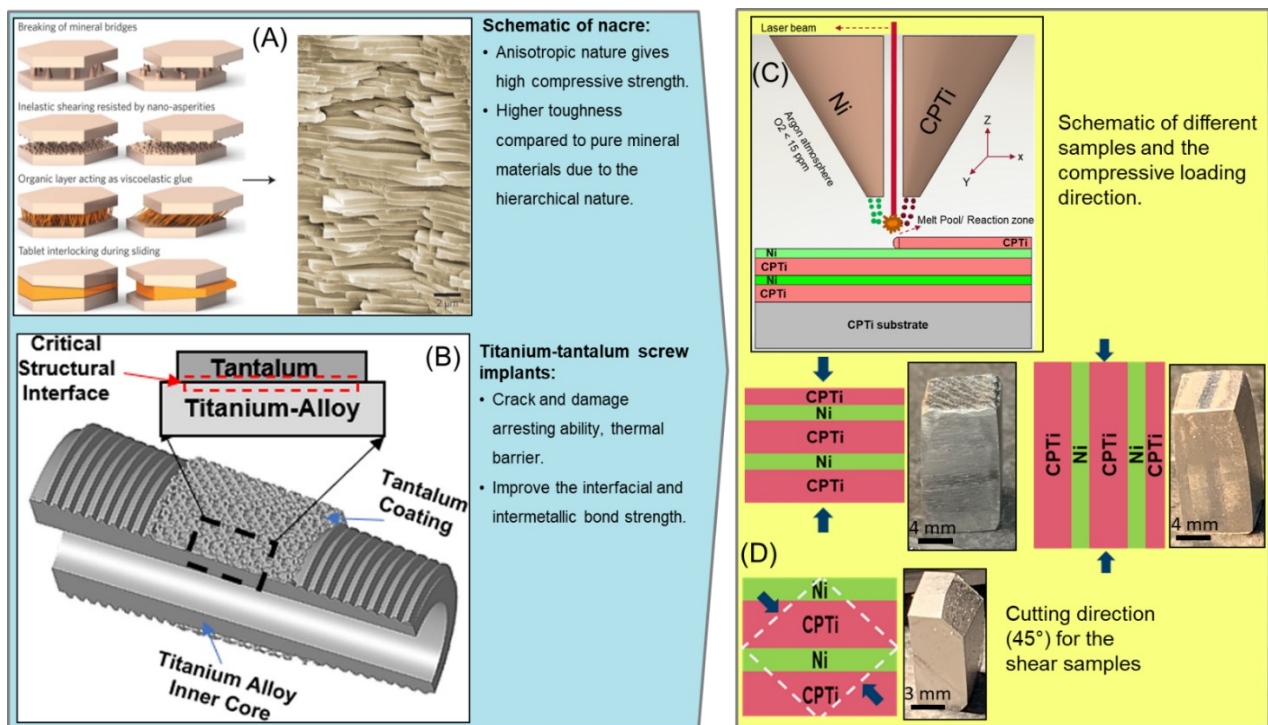 Breaking of mineral bridges
(A)
Inelastic shearing resisted by nano-asperities
Organic layer acting as viscoelastic glue
Tablet interlocking during sliding
2 µm
Schematic of nacre:
• Anisotropic nature gives
high compressive strength.
• Higher toughness
compared to pure mineral
materials due to the
hierarchical nature.
(B)
Critical
Structural
Interface
Tantalum
Titanium-Alloy
Tantalum
Coating
Titanium Alloy
Inner Core
Titanium-tantalum screw
implants:
• Crack and damage
arresting ability, thermal
barrier.
• Improve the interfacial and
intermetallic bond strength.
Laser beam
(C)
Ni
CPTi
Argon atmosphere
O2 < 15 ppm
Z
x
Y
Melt Pool/ Reaction zone
CPTi
Ni
CPTi
Ni
CPTi
CPTi substrate
Schematic of different
samples and the
compressive loading
direction.
CPTi
Ni
CPTi
Ni
CPTi
4 mm
CPTi
Ni
CPTi
Ni
CPTi
4 mm
(D)
Ni
CPTi
Ni
CPTi
3 mm
Cutting direction
(45°) for the
shear samples